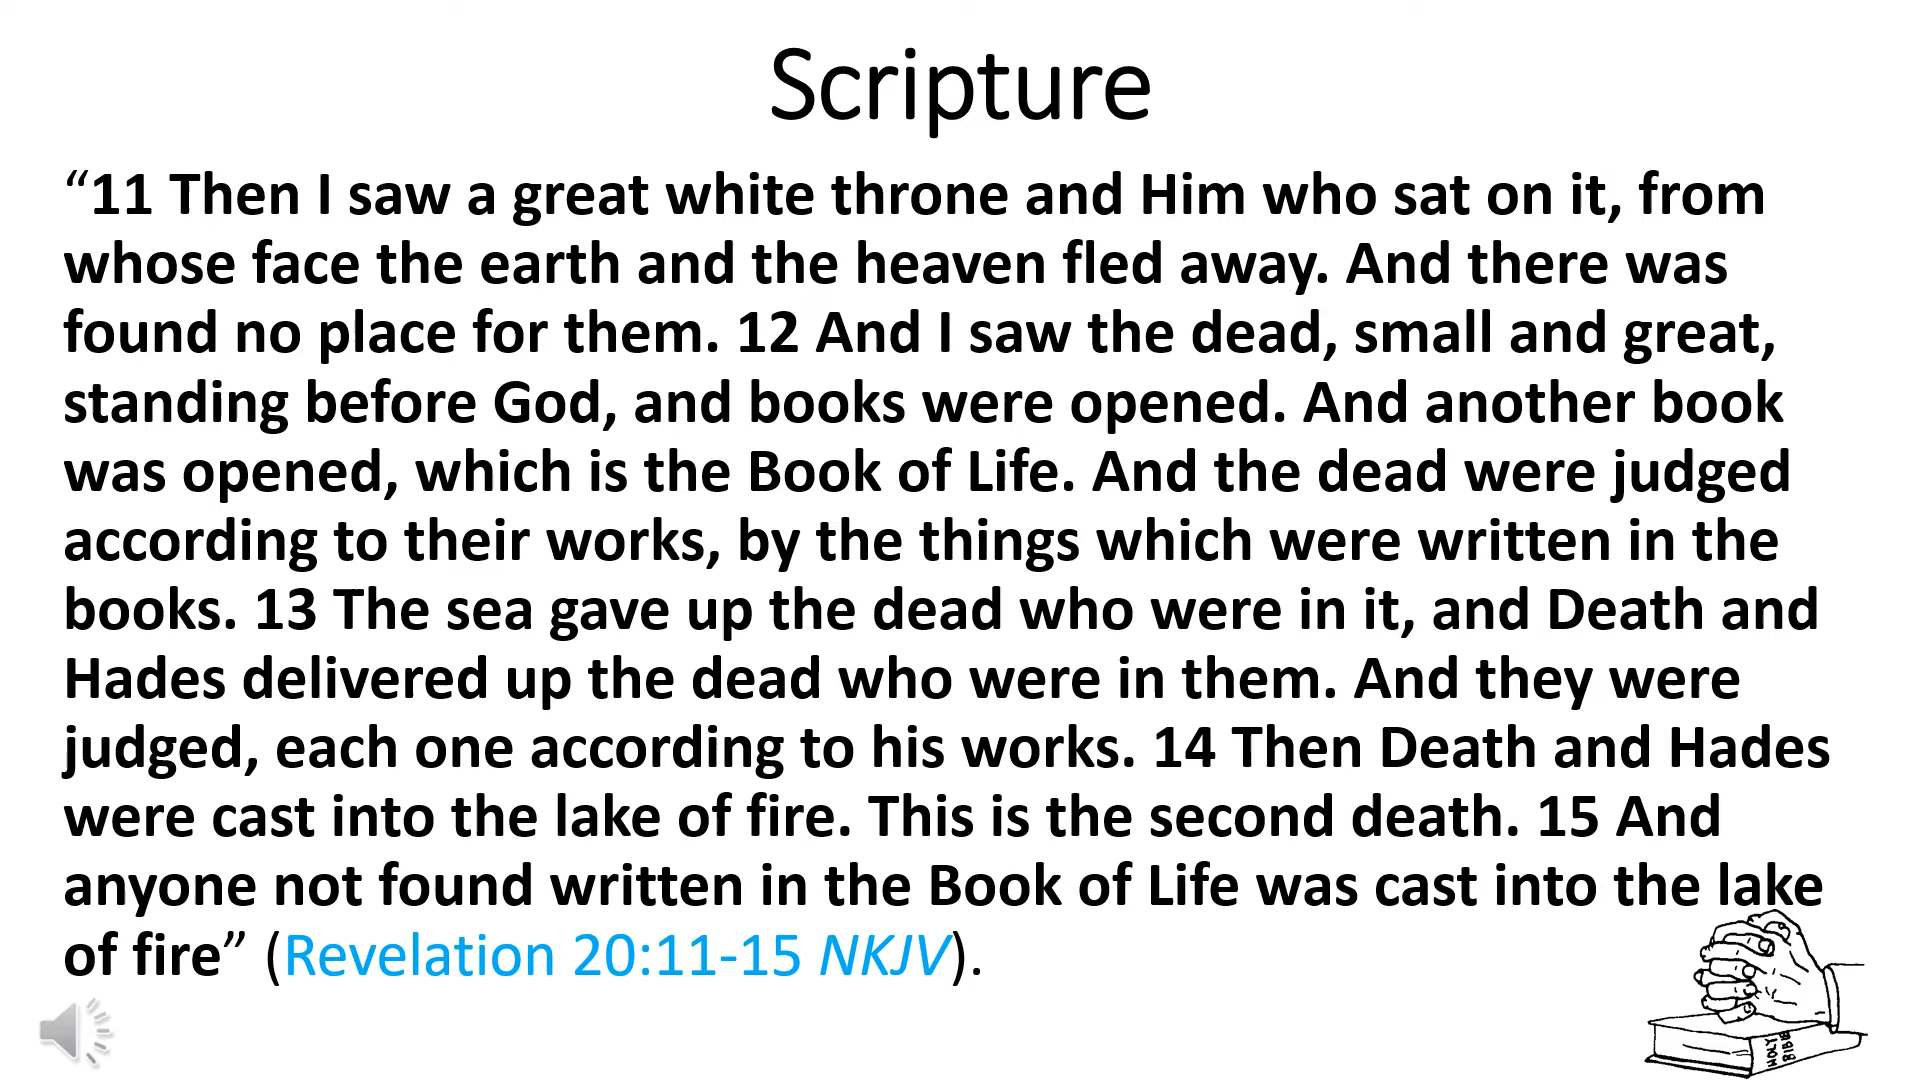 Scripture
“11 Then I saw a great white throne and Him who sat on it, from
whose face the earth and the heaven fled away. And there was
found no place for them. 12 And I saw the dead, small and great,
standing before God, and books were opened. And another book
was opened, which is the Book of Life. And the dead were judged
according to their works, by the things which were written in the
books. 13 The sea gave up the dead who were in it, and Death and
Hades delivered up the dead who were in them. And they were
judged, each one according to his works. 14 Then Death and Hades
were cast into the lake of fire. This is the second death. 15 And
anyone not found written in the Book of Life was cast into the lake
of fire” (Revelation 20:11-15 NKJV).
HOLY
BIBLE